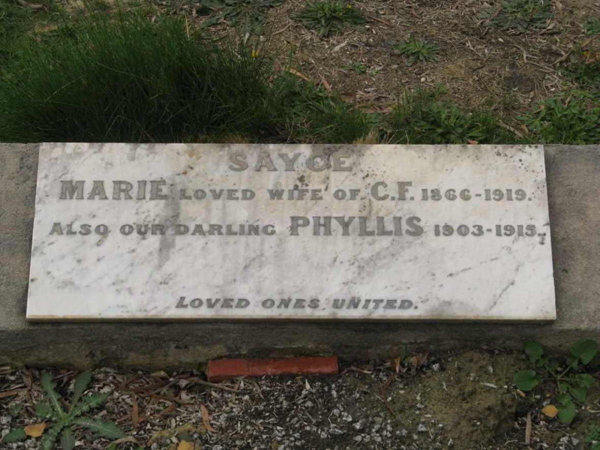 SAYCE
MARIE LOVED WIFE OF C.F. 1866-1919.
ALSO OUR DARLING PHYLLIS 1903-1915.
LOVED ONES UNITED.